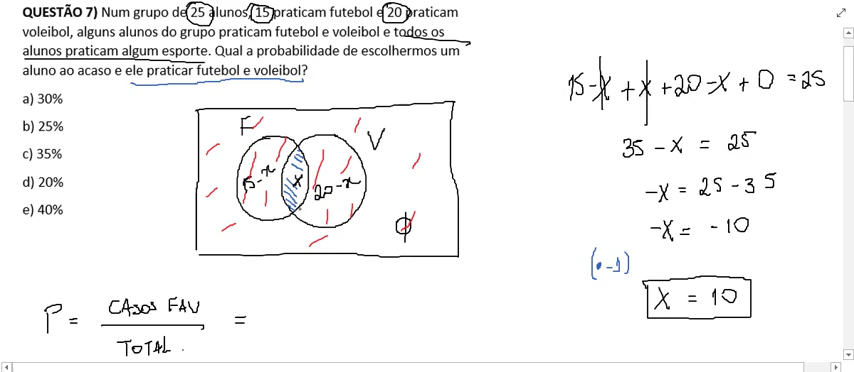 QUESTÃO 7) Num grupo de 25 alunos, 15 praticam futebol e 20 praticam
voleibol, alguns alunos do grupo praticam futebol e voleibol e todos os
alunos praticam algum esporte. Qual a probabilidade de escolhermos um
aluno ao acaso e ele praticar futebol e voleibol?
a) 30%
b) 25%
c) 35%
d) 20%
e) 40%
F
V
15-x
x
20-x
ϕ
15-x + x + 20 - x + 0 = 25
35 - x = 25
-x = 25 - 35
-x = -10
(• -1)
X = 10
P = CASOS FAV =
TOTAL.